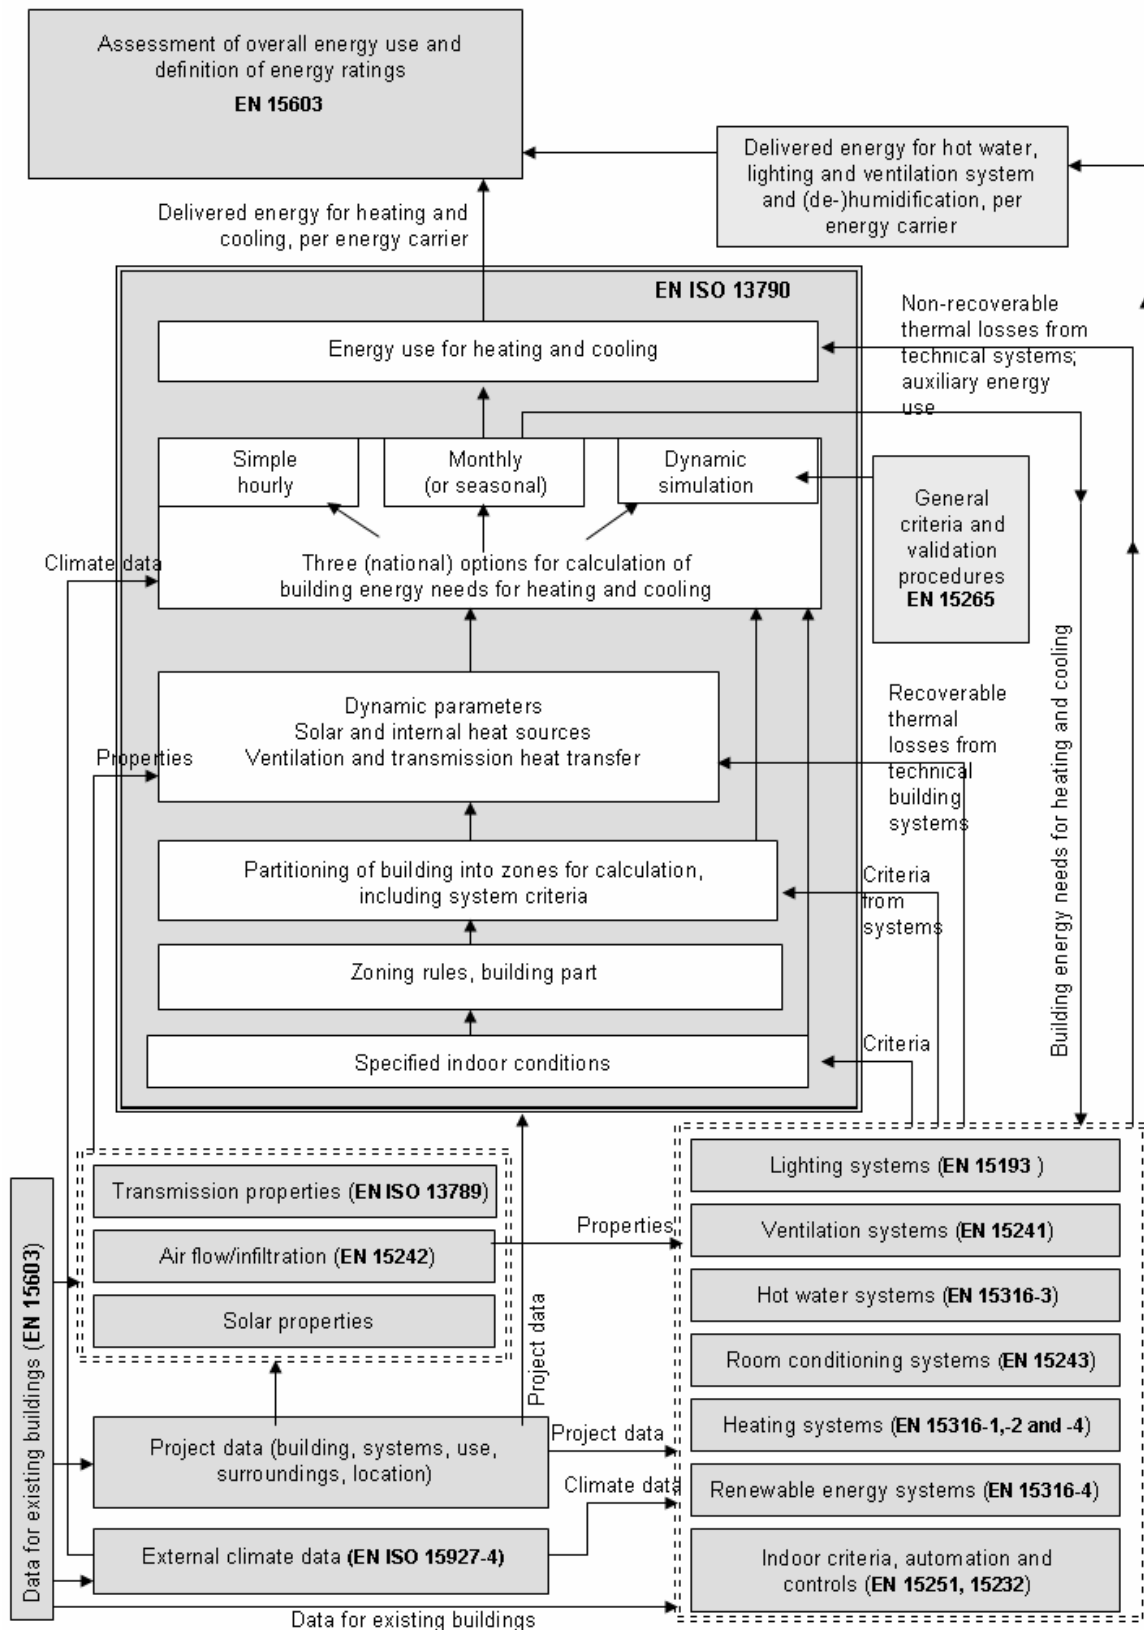 Assessment of overall energy use and
definition of energy ratings
EN 15603
Delivered energy for hot water,
lighting and ventilation system
and (de-)humidification, per
energy carrier
Delivered energy for heating and
cooling, per energy carrier
EN ISO 13790
Non-recoverable
thermal losses from
technical systems;
auxiliary energy
use
Energy use for heating and cooling
Simple
hourly
Monthly
(or seasonal)
Dynamic
simulation
General
criteria and
validation
procedures
EN 15265
Climate data
Three (national) options for calculation of
building energy needs for heating and cooling
Building energy needs for heating and cooling
Recoverable
thermal
losses from
technical
building
systems
Dynamic parameters
Solar and internal heat sources
Ventilation and transmission heat transfer
Properties
Partitioning of building into zones for calculation,
including system criteria
Criteria
from
systems
Zoning rules, building part
Specified indoor conditions
Criteria
Transmission properties (EN ISO 13789)
Air flow/infiltration (EN 15242)
Solar properties
Properties
Project data
Lighting systems (EN 15193 )
Ventilation systems (EN 15241)
Hot water systems (EN 15316-3)
Room conditioning systems (EN 15243)
Heating systems (EN 15316-1,-2 and -4)
Renewable energy systems (EN 15316-4)
Indoor criteria, automation and
controls (EN 15251, 15232)
Data for existing buildings (EN 15603)
Project data (building, systems, use,
surroundings, location)
Project data
Climate data
External climate data (EN ISO 15927-4)
Data for existing buildings